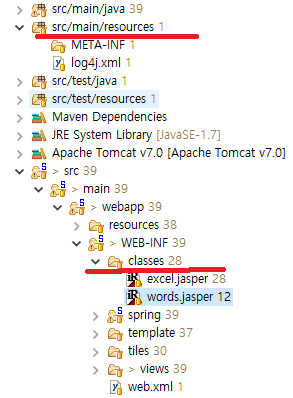 src/main/java 39
src/main/resources 1
META-INF
log4j.xml 1
src/test/java 1
src/test/resources 1
Maven Dependencies
JRE System Library [JavaSE-1.7]
Apache Tomcat v7.0 [Apache Tomcat v7.0]
> src 39
> main 39
> webapp 39
resources 38
> WEB-INF 39
classes 28
excel.jasper 28
words.jasper 12
spring 39
template 37
tiles 30
> views 39
web.xml 1